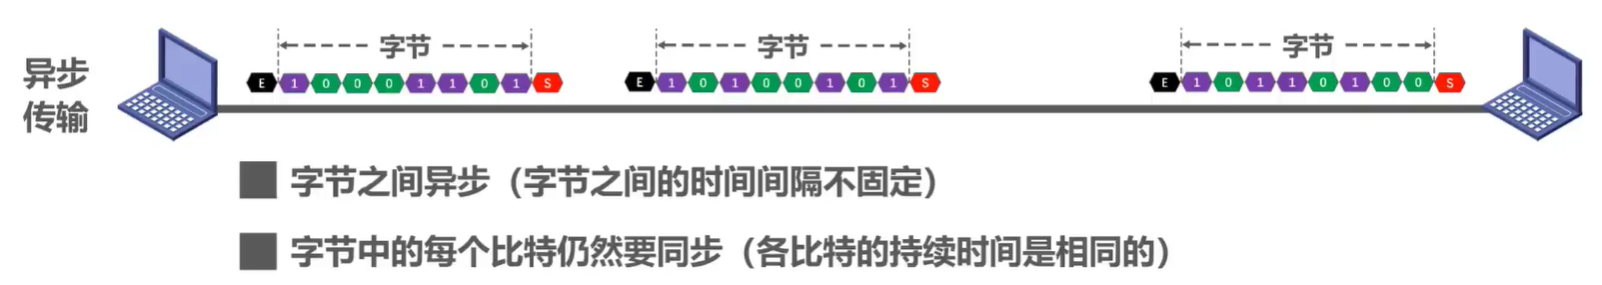 异步
传输
字节 字节 字节
E 1 0 0 0 1 1 0 1 S E 1 0 1 0 0 1 0 1 S E 1 0 1 1 0 1 0 0 S
字节之间异步（字节之间的时间间隔不固定）
字节中的每个比特仍然要同步（各比特的持续时间是相同的）